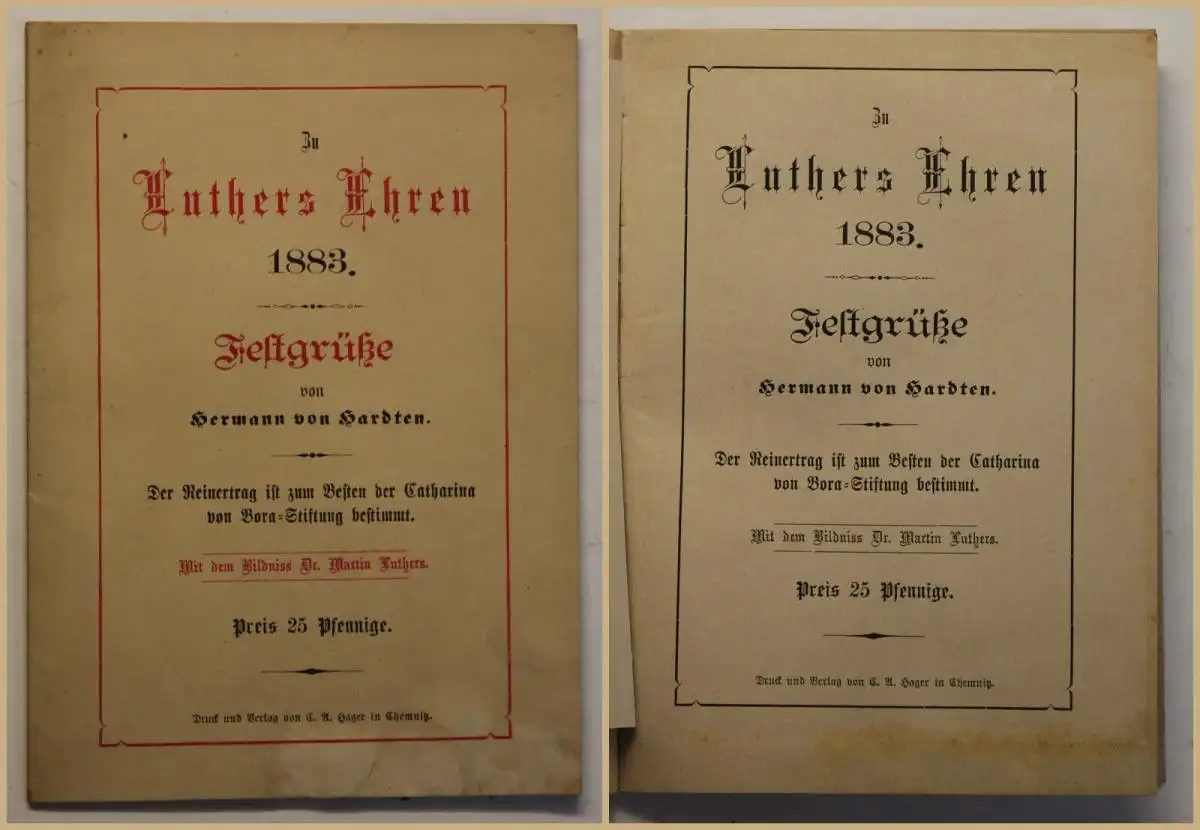 Zu
Luthers Ehren
1883.
Festgrüße
von
Hermann von Hardten.
Der Reinertrag ist zum Besten der Catharina
von Bora-Stiftung bestimmt.
Mit dem Bildniss Dr. Martin Luthers.
Preis 25 Pfennige.
Druck und Verlag von C. A. Hager in Chemnitz.
Zu
Luthers Ehren
1883.
Festgrüße
von
Hermann von Hardten.
Der Reinertrag ist zum Besten der Catharina
von Bora-Stiftung bestimmt.
Mit dem Bildniss Dr. Martin Luthers.
Preis 25 Pfennige.
Druck und Verlag von C. A. Hager in Chemnitz.